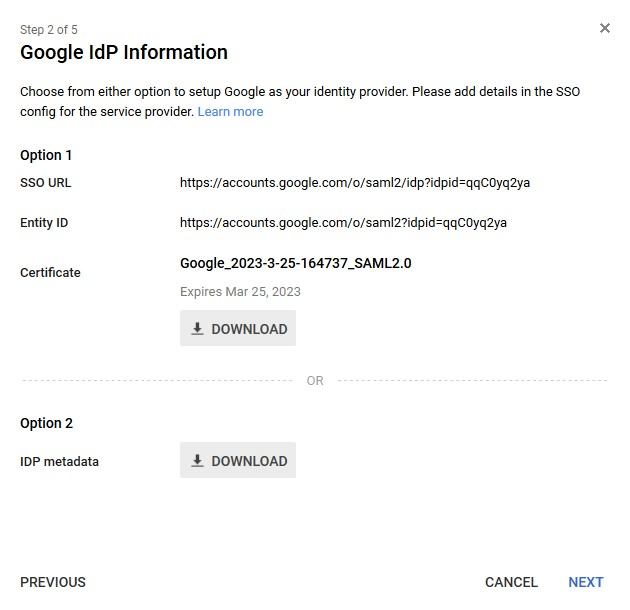 Step 2 of 5
Google IdP Information
Choose from either option to setup Google as your identity provider. Please add details in the SSO
config for the service provider. Learn more
Option 1
SSO URL https://accounts.google.com/o/saml2/idp?idpid=qqC0yq2ya
Entity ID https://accounts.google.com/o/saml2?idpid=qqC0yq2ya
Certificate Google_2023-3-25-164737_SAML2.0
Expires Mar 25, 2023
DOWNLOAD
OR
Option 2
IDP metadata DOWNLOAD
PREVIOUS CANCEL NEXT